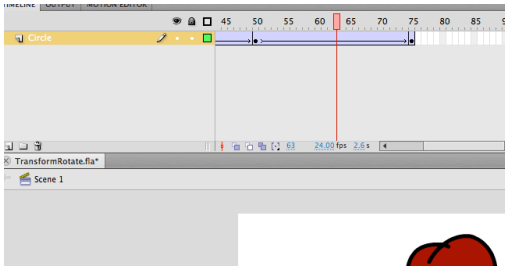 TIMELINE OUTPUT MOTION EDITOR
45 50 55 60 65 70 75 80 85 9
Circle
63 24.00 fps 2.6 s
TransformRotate.fla*
Scene 1